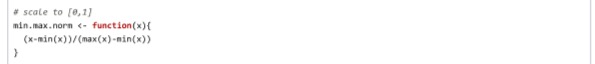 # scale to [0,1]
min.max.norm <- function(x){
  (x-min(x))/(max(x)-min(x))
}